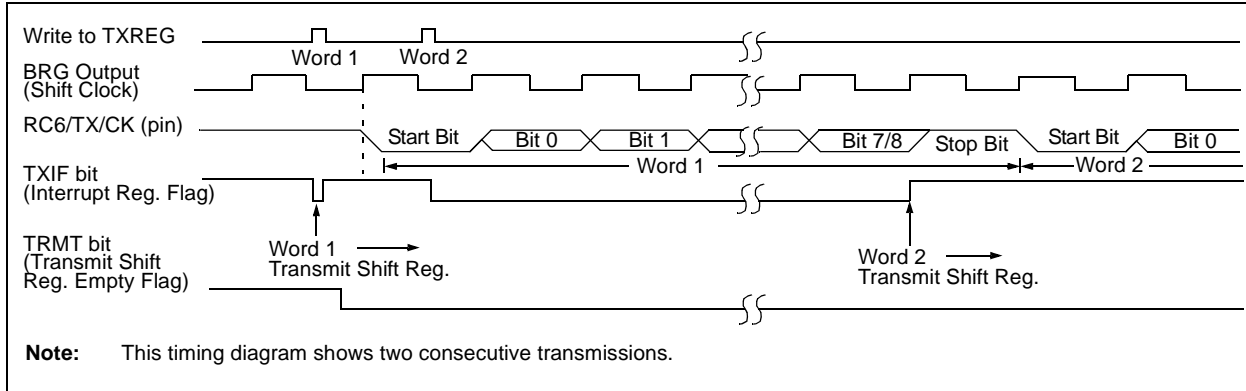 Write to TXREG
Word 1
Word 2
BRG Output
(Shift Clock)
RC6/TX/CK (pin)
Start Bit
Bit 0
Bit 1
Bit 7/8
Stop Bit
Start Bit
Bit 0
Word 1
Word 2
TXIF bit
(Interrupt Reg. Flag)
Word 1
Transmit Shift Reg.
Word 2
Transmit Shift Reg.
TRMT bit
(Transmit Shift
Reg. Empty Flag)
Note: This timing diagram shows two consecutive transmissions.